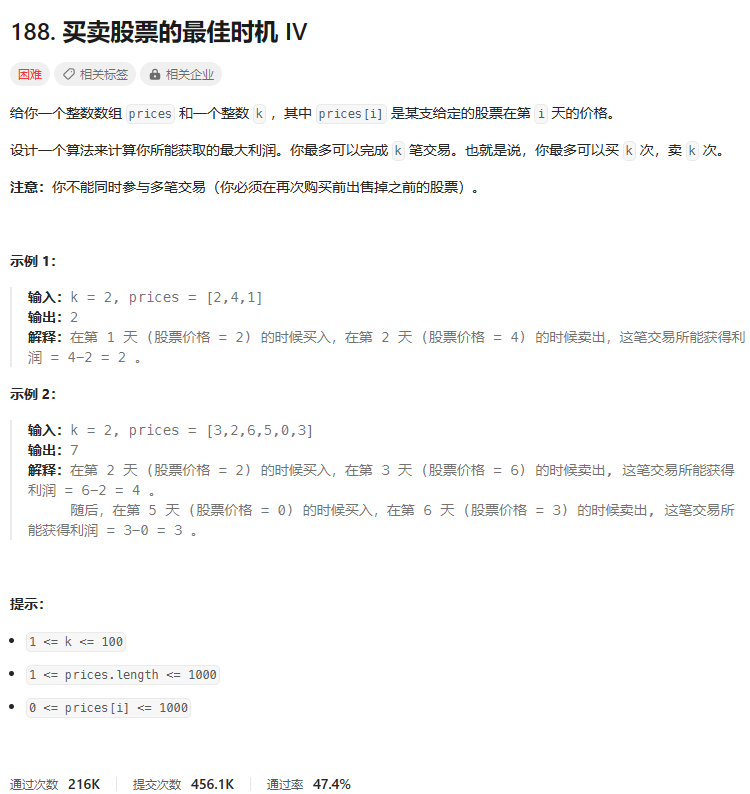 188. 买卖股票的最佳时机 IV
困难 相关标签 相关企业
给你一个整数数组 prices 和一个整数 k ，其中 prices[i] 是某支给定的股票在第 i 天的价格。
设计一个算法来计算你所能获取的最大利润。你最多可以完成 k 笔交易。也就是说，你最多可以买 k 次，卖 k 次。
注意：你不能同时参与多笔交易（你必须在再次购买前出售掉之前的股票）。
示例 1：
输入：k = 2, prices = [2,4,1]
输出：2
解释：在第 1 天 (股票价格 = 2) 的时候买入，在第 2 天 (股票价格 = 4) 的时候卖出，这笔交易所能获得利
润 = 4-2 = 2 。
示例 2：
输入：k = 2, prices = [3,2,6,5,0,3]
输出：7
解释：在第 2 天 (股票价格 = 2) 的时候买入，在第 3 天 (股票价格 = 6) 的时候卖出, 这笔交易所能获得
利润 = 6-2 = 4 。
随后，在第 5 天 (股票价格 = 0) 的时候买入，在第 6 天 (股票价格 = 3) 的时候卖出, 这笔交易所
能获得利润 = 3-0 = 3 。
提示：
1 <= k <= 100
1 <= prices.length <= 1000
0 <= prices[i] <= 1000
通过次数 216K 提交次数 456.1K 通过率 47.4%